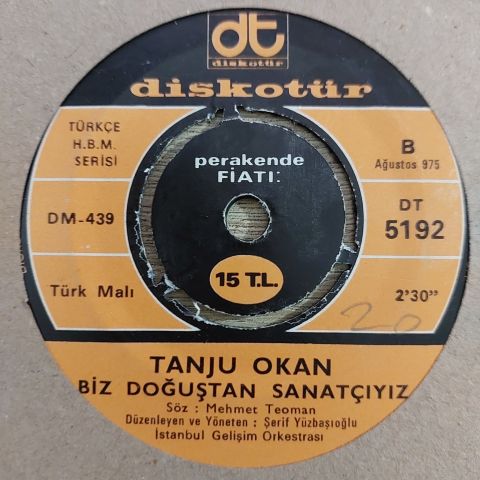 dt
diskotür
diskotür
TÜRKÇE
H.B.M.
SERİSİ
perakende
FİATI:
B
Ağustos 975
DM-439
DT
5192
Türk Malı
15 T.L.
2"30""
20
TANJU OKAN
BİZ DOĞUŞTAN SANATÇIYIZ
Söz : Mehmet Teoman
Düzenleyen ve Yöneten : Şerif Yüzbaşıoğlu
İstanbul Gelişim Orkestrası